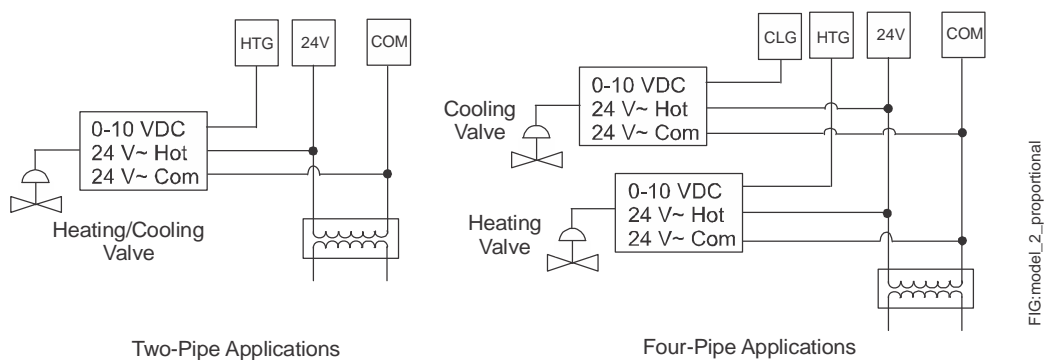 HTG
24V
COM
0-10 VDC
24 V~ Hot
24 V~ Com
Heating/Cooling
Valve
Two-Pipe Applications
CLG
HTG
24V
COM
Cooling
Valve
0-10 VDC
24 V~ Hot
24 V~ Com
Heating
Valve
0-10 VDC
24 V~ Hot
24 V~ Com
Four-Pipe Applications
FIG:model_2_proportional